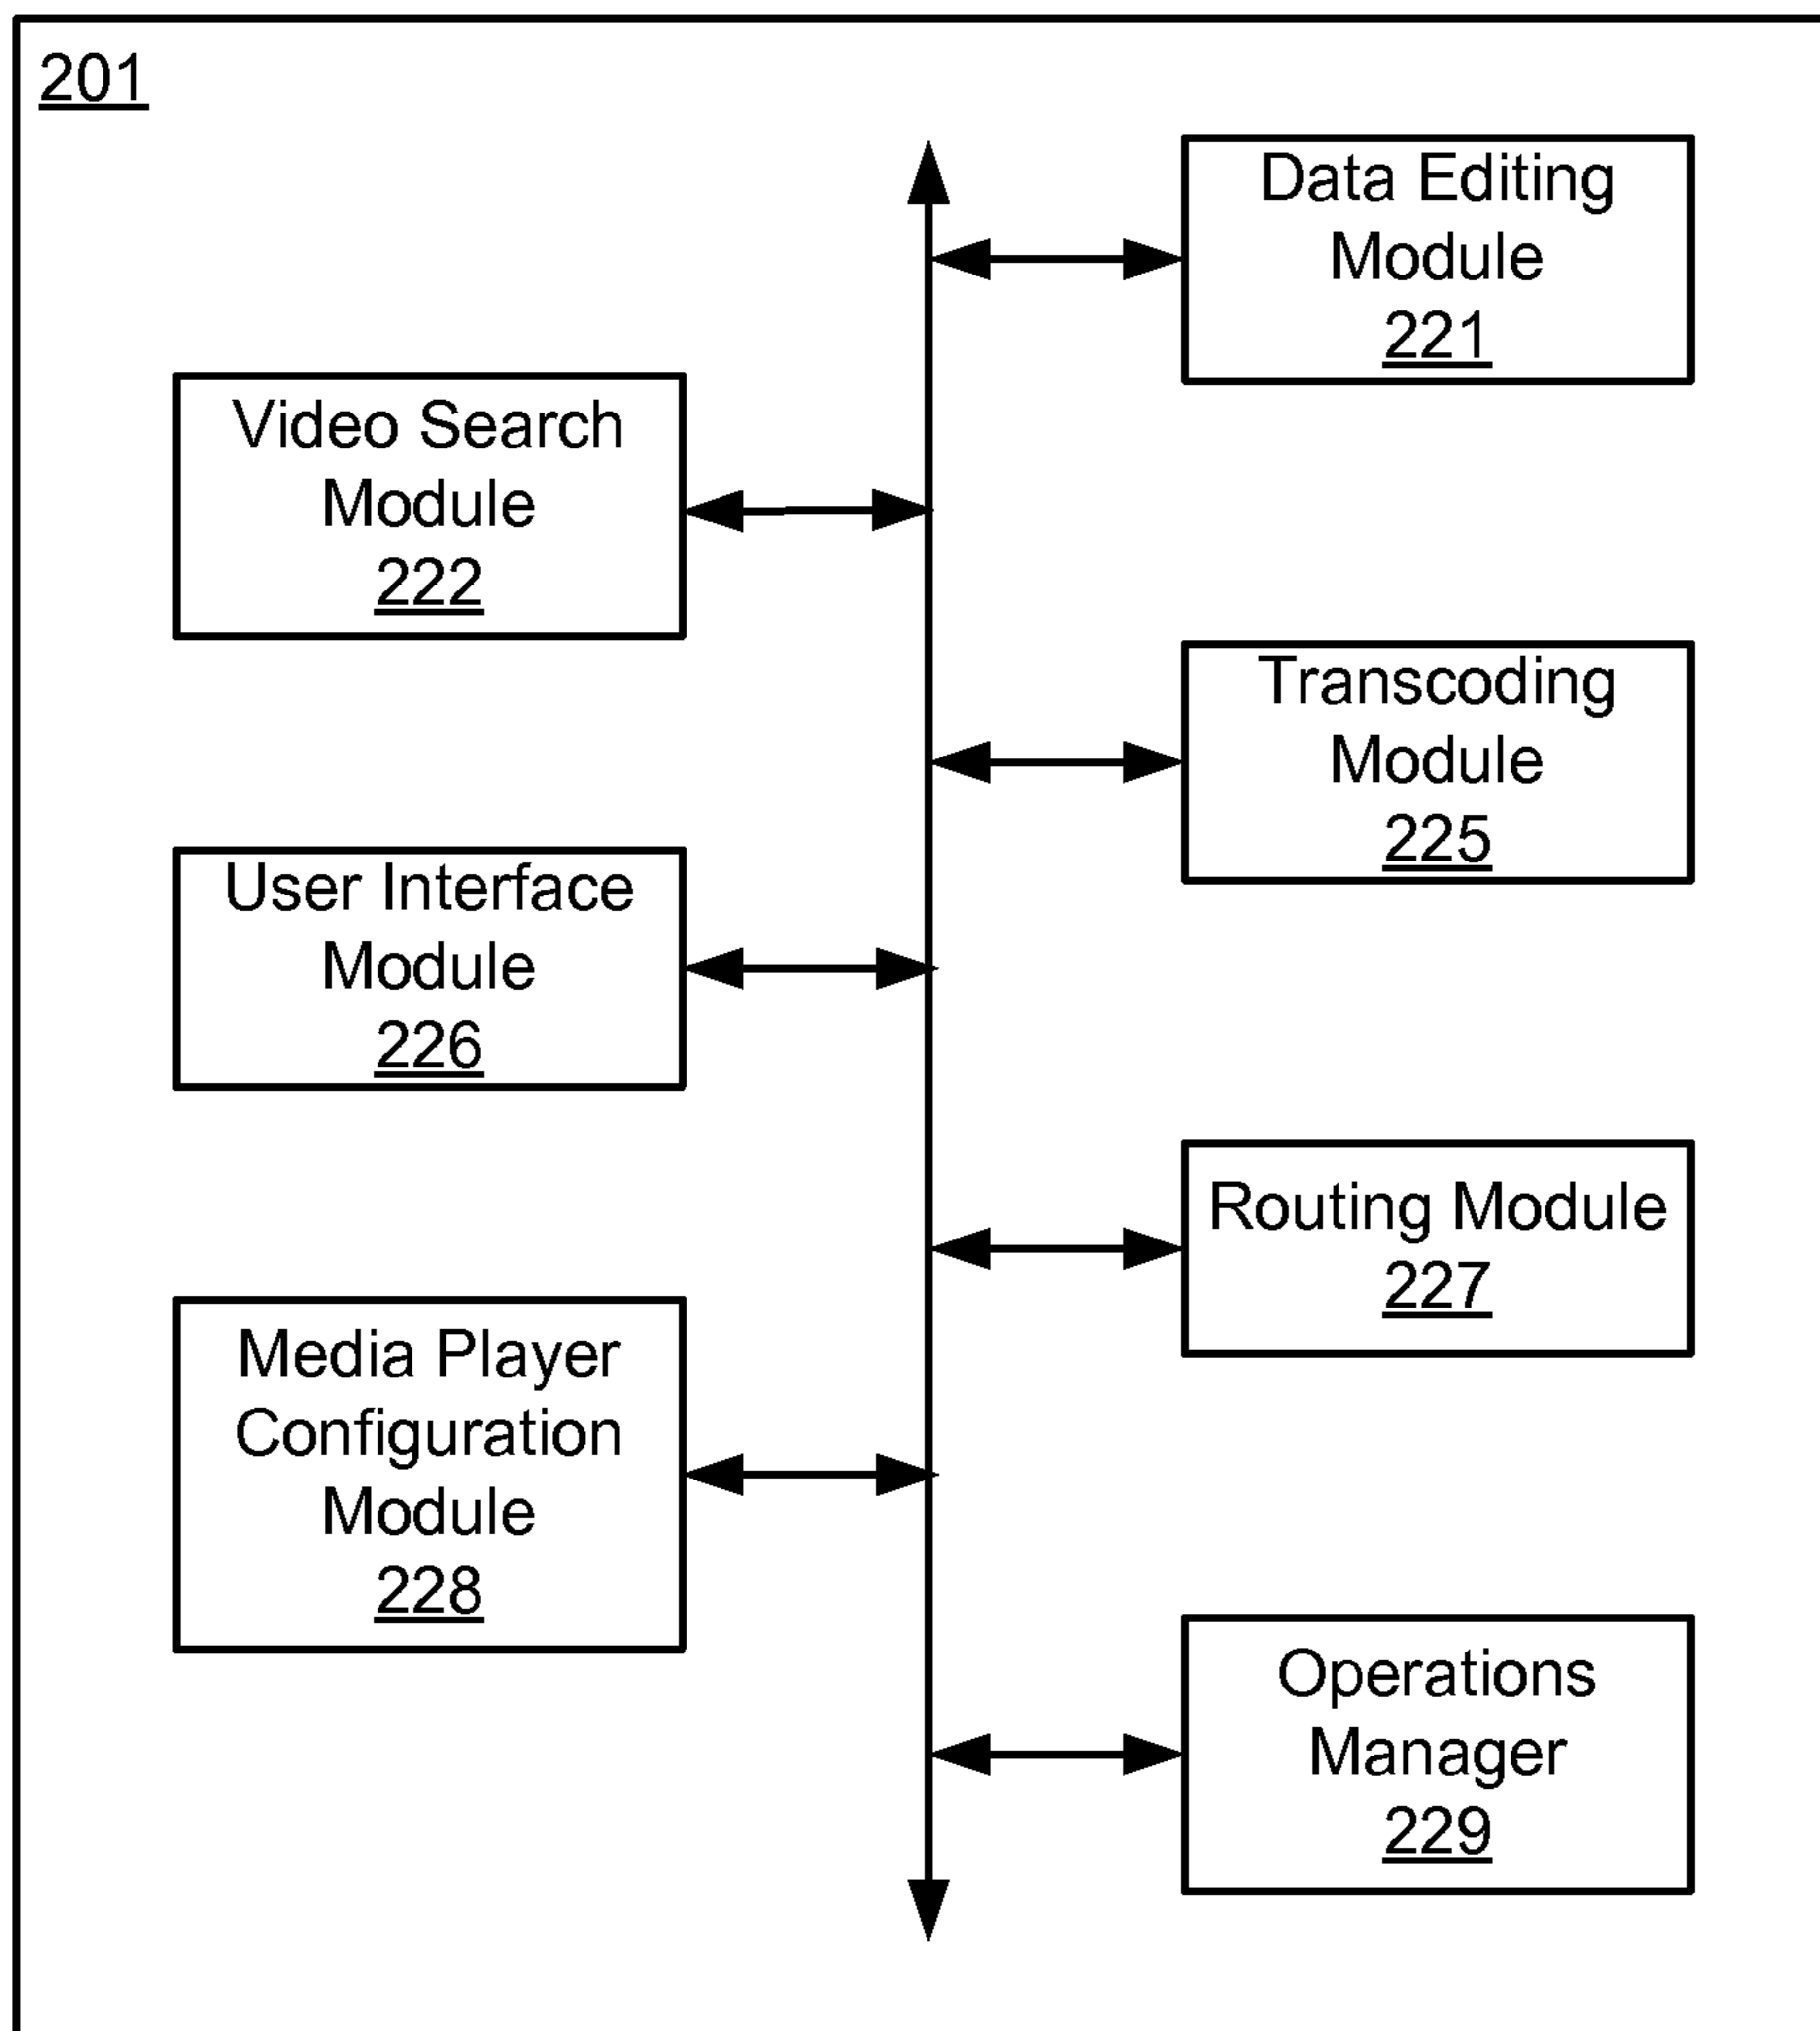 201
Data Editing
Module
221
Video Search
Module
222
Transcoding
Module
225
User Interface
Module
226
Routing Module
227
Media Player
Configuration
Module
228
Operations
Manager
229